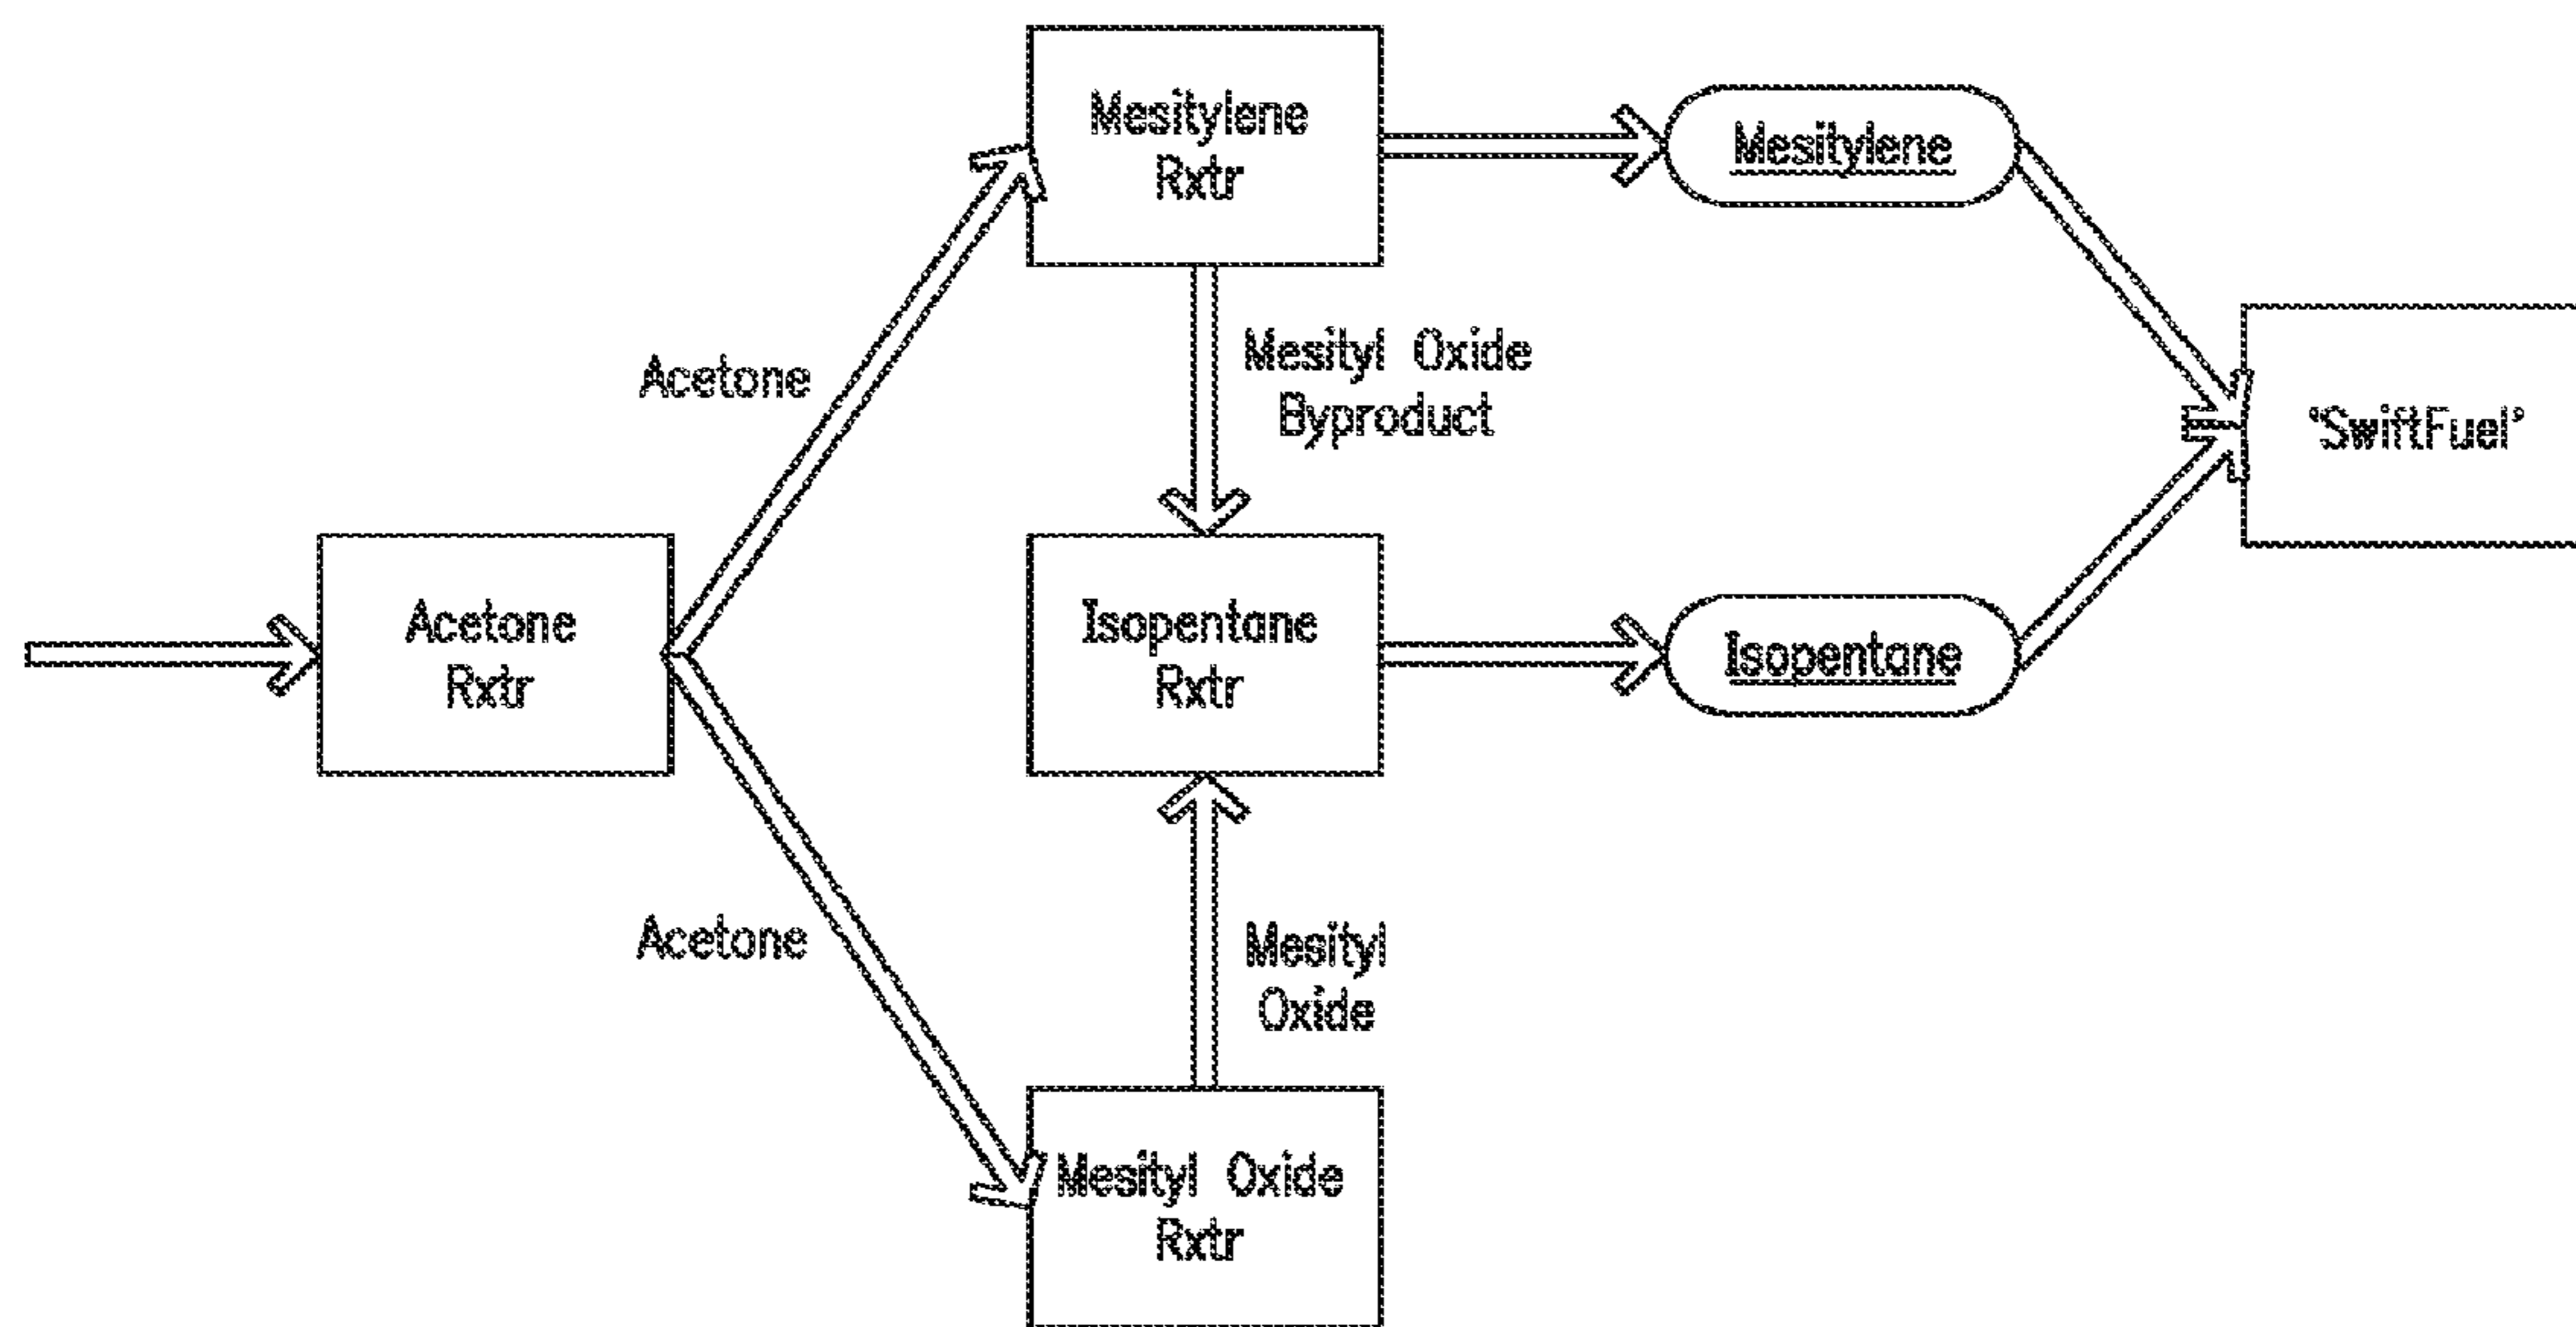 Mesitylene
Rxtr
Mesitylene
Acetone
Mesityl Oxide
Byproduct
'SwiftFuel'
Acetone
Rxtr
Isopentane
Rxtr
Isopentane
Acetone
Mesityl
Oxide
Mesityl Oxide
Rxtr